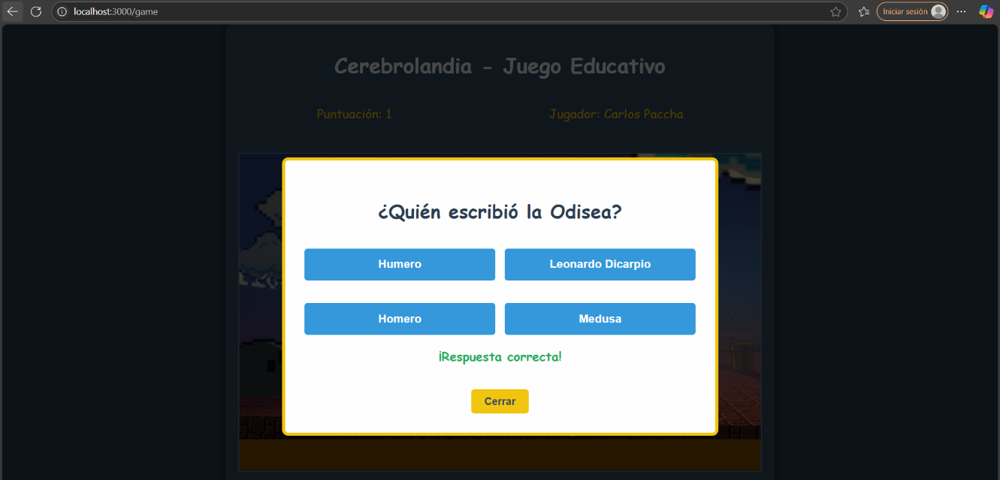 localhost:3000/game
Iniciar sesión
Cerebrolandia - Juego Educativo
Puntuación: 1
Jugador: Carlos Paccha
¿Quién escribió la Odisea?
Humero
Leonardo Dicarpio
Homero
Medusa
¡Respuesta correcta!
Cerrar